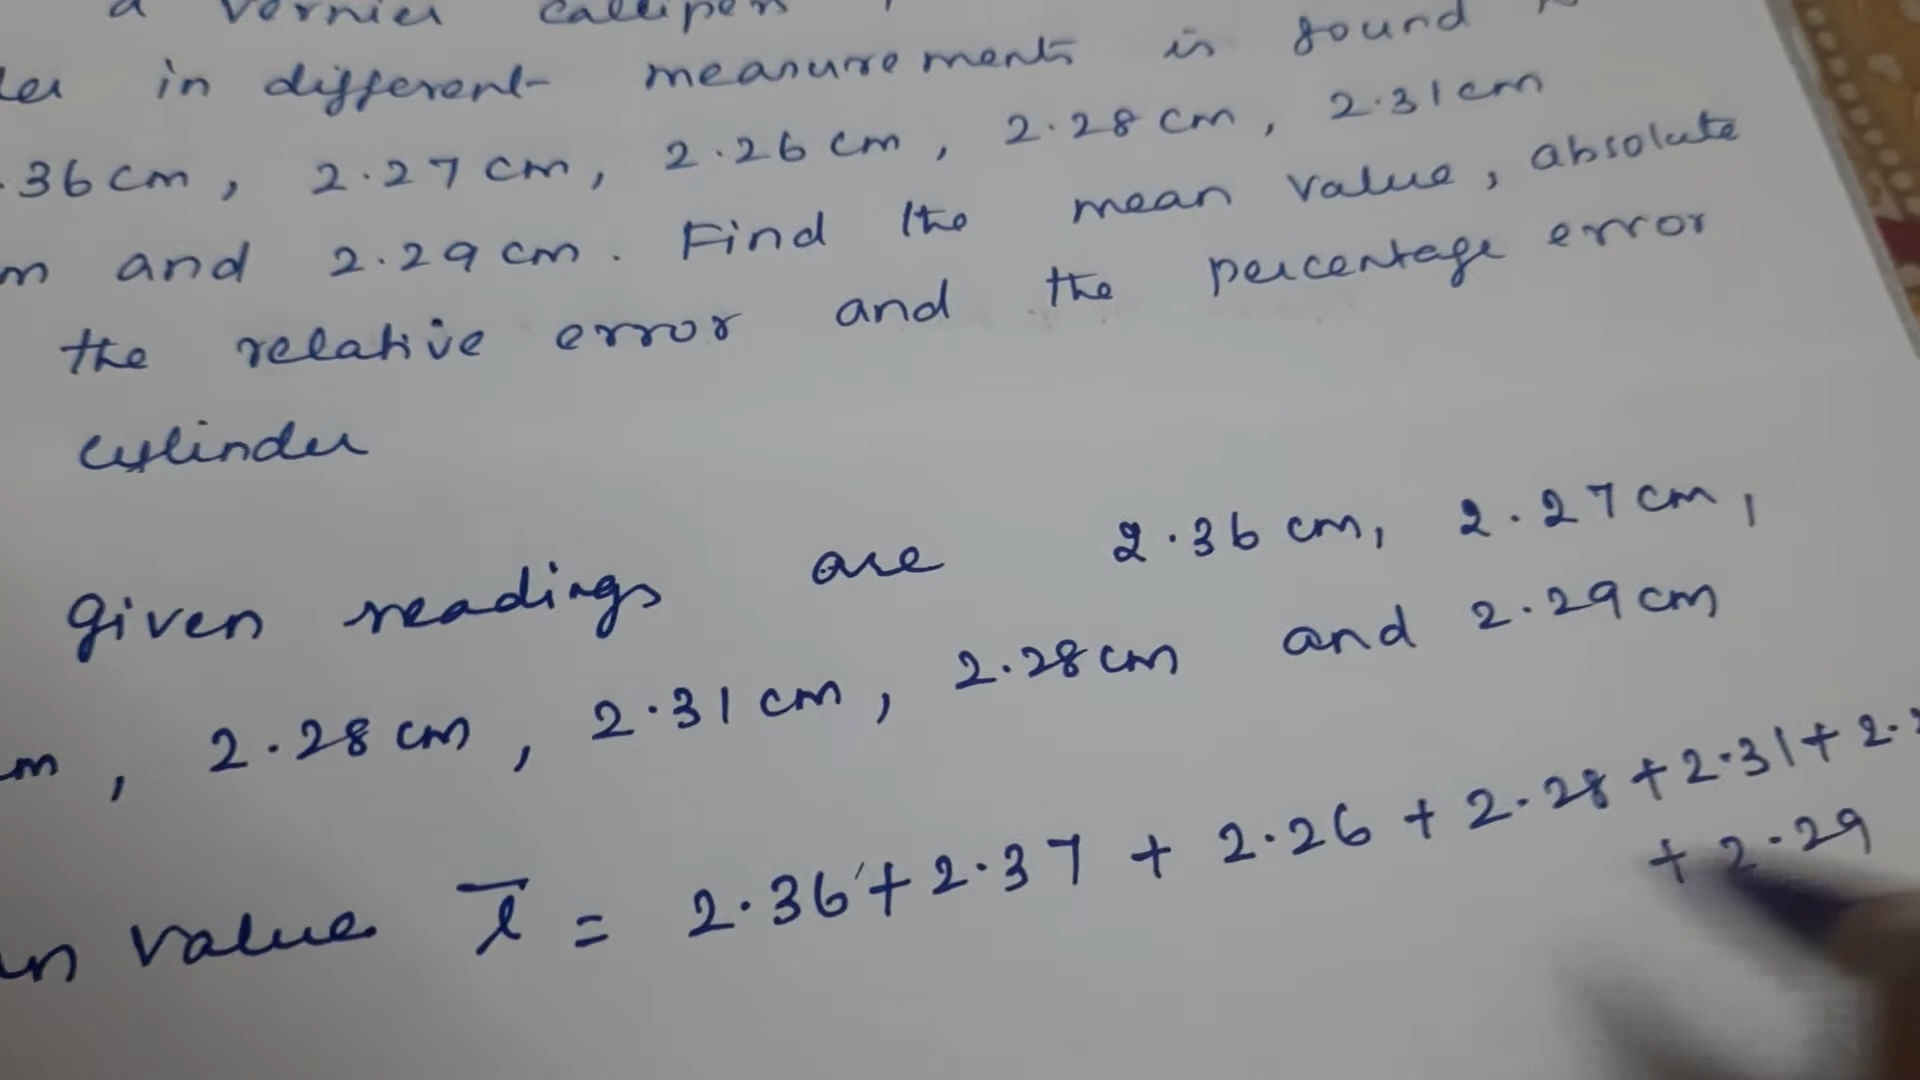 a Vernier callipers
in different measurements is found
.36 cm, 2.27 cm, 2.26 cm, 2.28 cm, 2.31 cm
m and 2.29 cm. Find the mean value, absolute
the relative error and the percentage error
cylinder
given readings are 2.36 cm, 2.27 cm,
m, 2.28 cm, 2.31 cm, 2.28 cm and 2.29 cm
value l̅ = 2.36 + 2.37 + 2.26 + 2.28 + 2.31 + 2.
+ 2.29